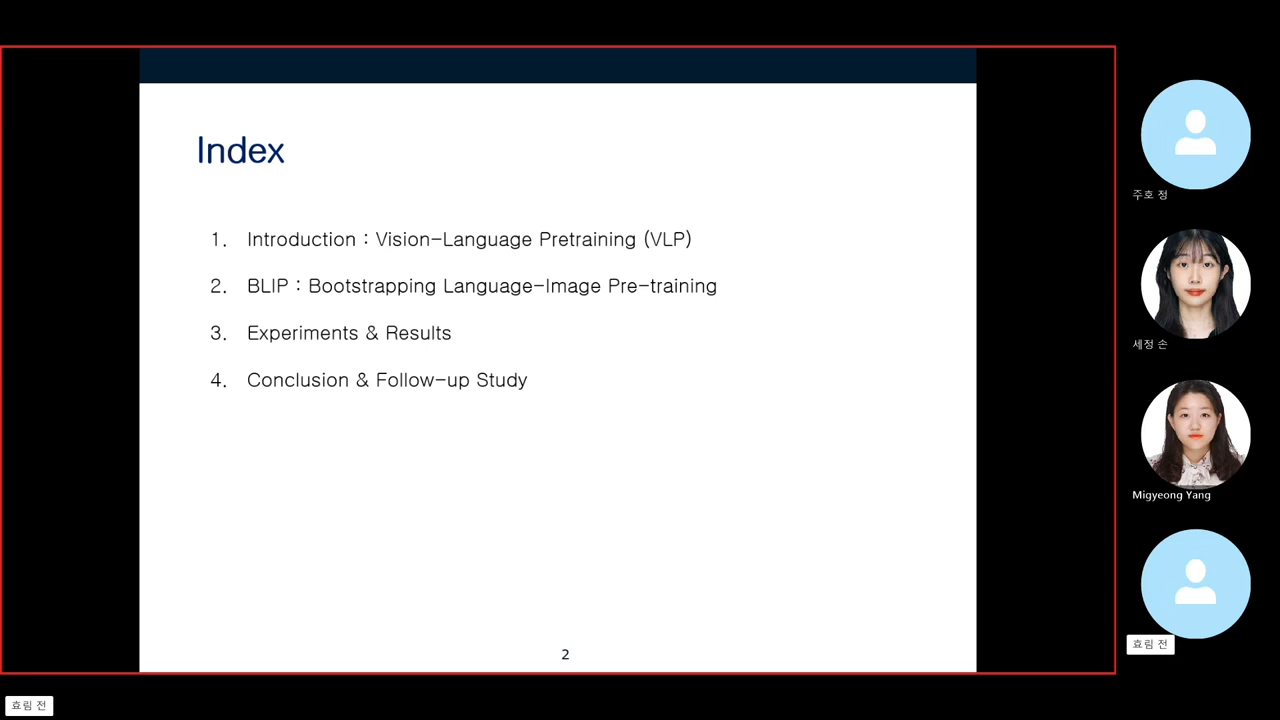 Index
1. Introduction : Vision-Language Pretraining (VLP)
2. BLIP : Bootstrapping Language-Image Pre-training
3. Experiments & Results
4. Conclusion & Follow-up Study
2
주호 정
세정 손
Migyeong Yang
효림 전
효림 전